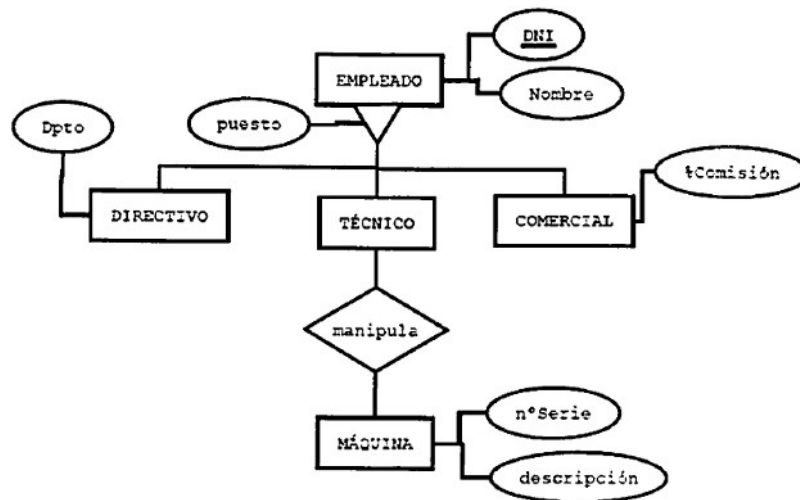 DNI
EMPLEADO
Nombre
puesto
Dpto
%Comisión
DIRECTIVO
TÉCNICO
COMERCIAL
manipula
nºSerie
MÁQUINA
descripción